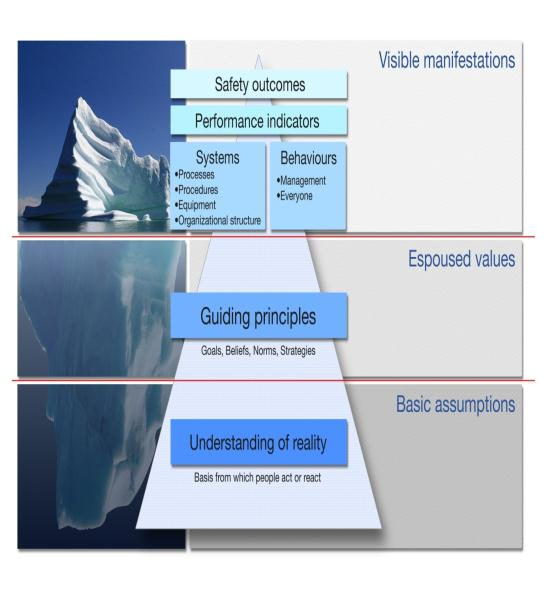 Visible manifestations
Safety outcomes
Performance indicators
Systems
•Processes
•Procedures
•Equipment
•Organizational structure
Behaviours
•Management
•Everyone
Espoused values
Guiding principles
Goals, Beliefs, Norms, Strategies
Basic assumptions
Understanding of reality
Basis from which people act or react